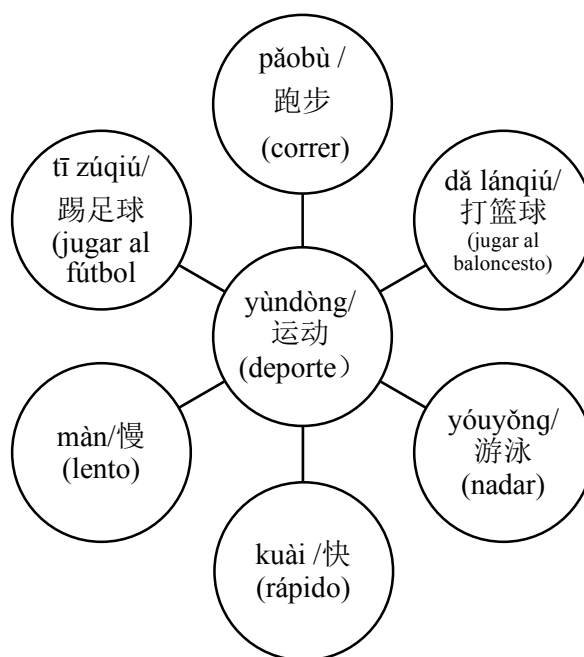 pǎobù /
跑步
(correr)
tī zúqiú/
踢足球
(jugar al
fútbol
dǎ lánqiú/
打篮球
(jugar al
baloncesto)
yùndòng/
运动
(deporte）
màn/慢
(lento)
yóuyǒng/
游泳
(nadar)
kuài /快
(rápido)